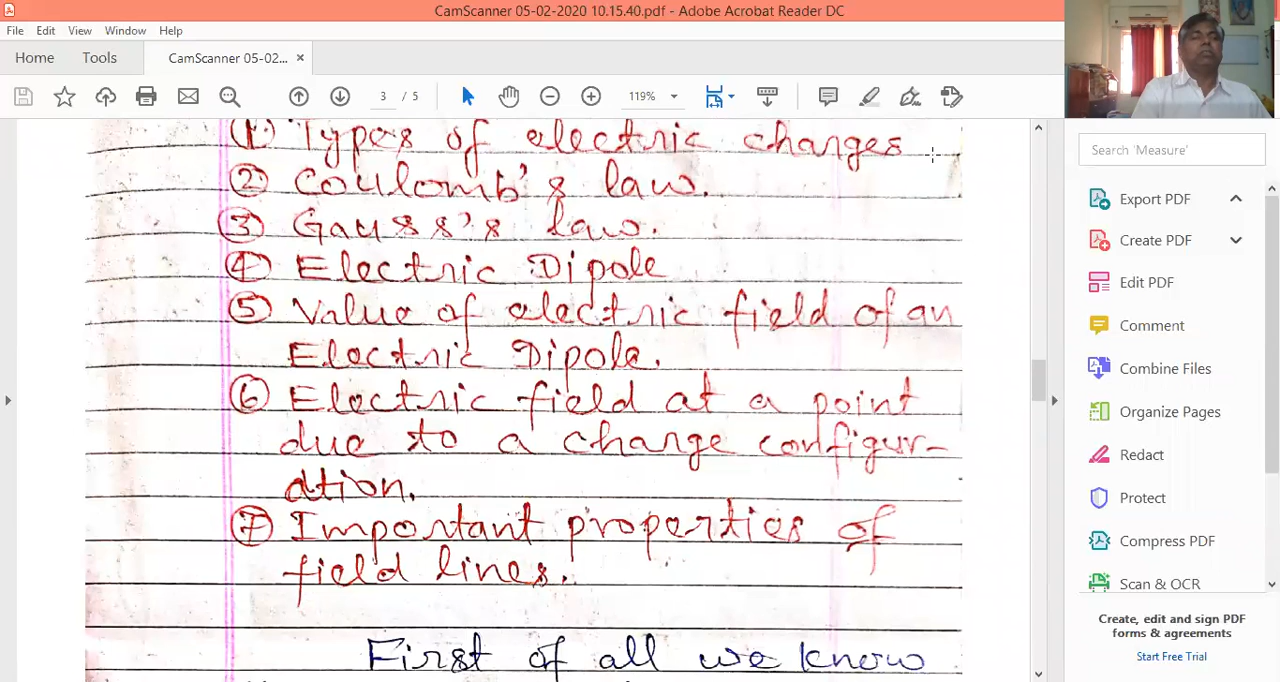 CamScanner 05-02-2020 10.15.40.pdf - Adobe Acrobat Reader DC
File Edit View Window Help
Home Tools CamScanner 05-02... ×
3 / 5 119%
Search 'Measure'
Export PDF
Create PDF
Edit PDF
Comment
Combine Files
Organize Pages
Redact
Protect
Compress PDF
Scan & OCR
Create, edit and sign PDF
forms & agreements
Start Free Trial
① Types of electric charges
② Coulomb's law.
③ Gauss's law.
④ Electric Dipole
⑤ Value of electric field of an
Electric Dipole.
⑥ Electric field at a point
due to a charge configur-
ation.
⑦ Important properties of
field lines.
First of all we know